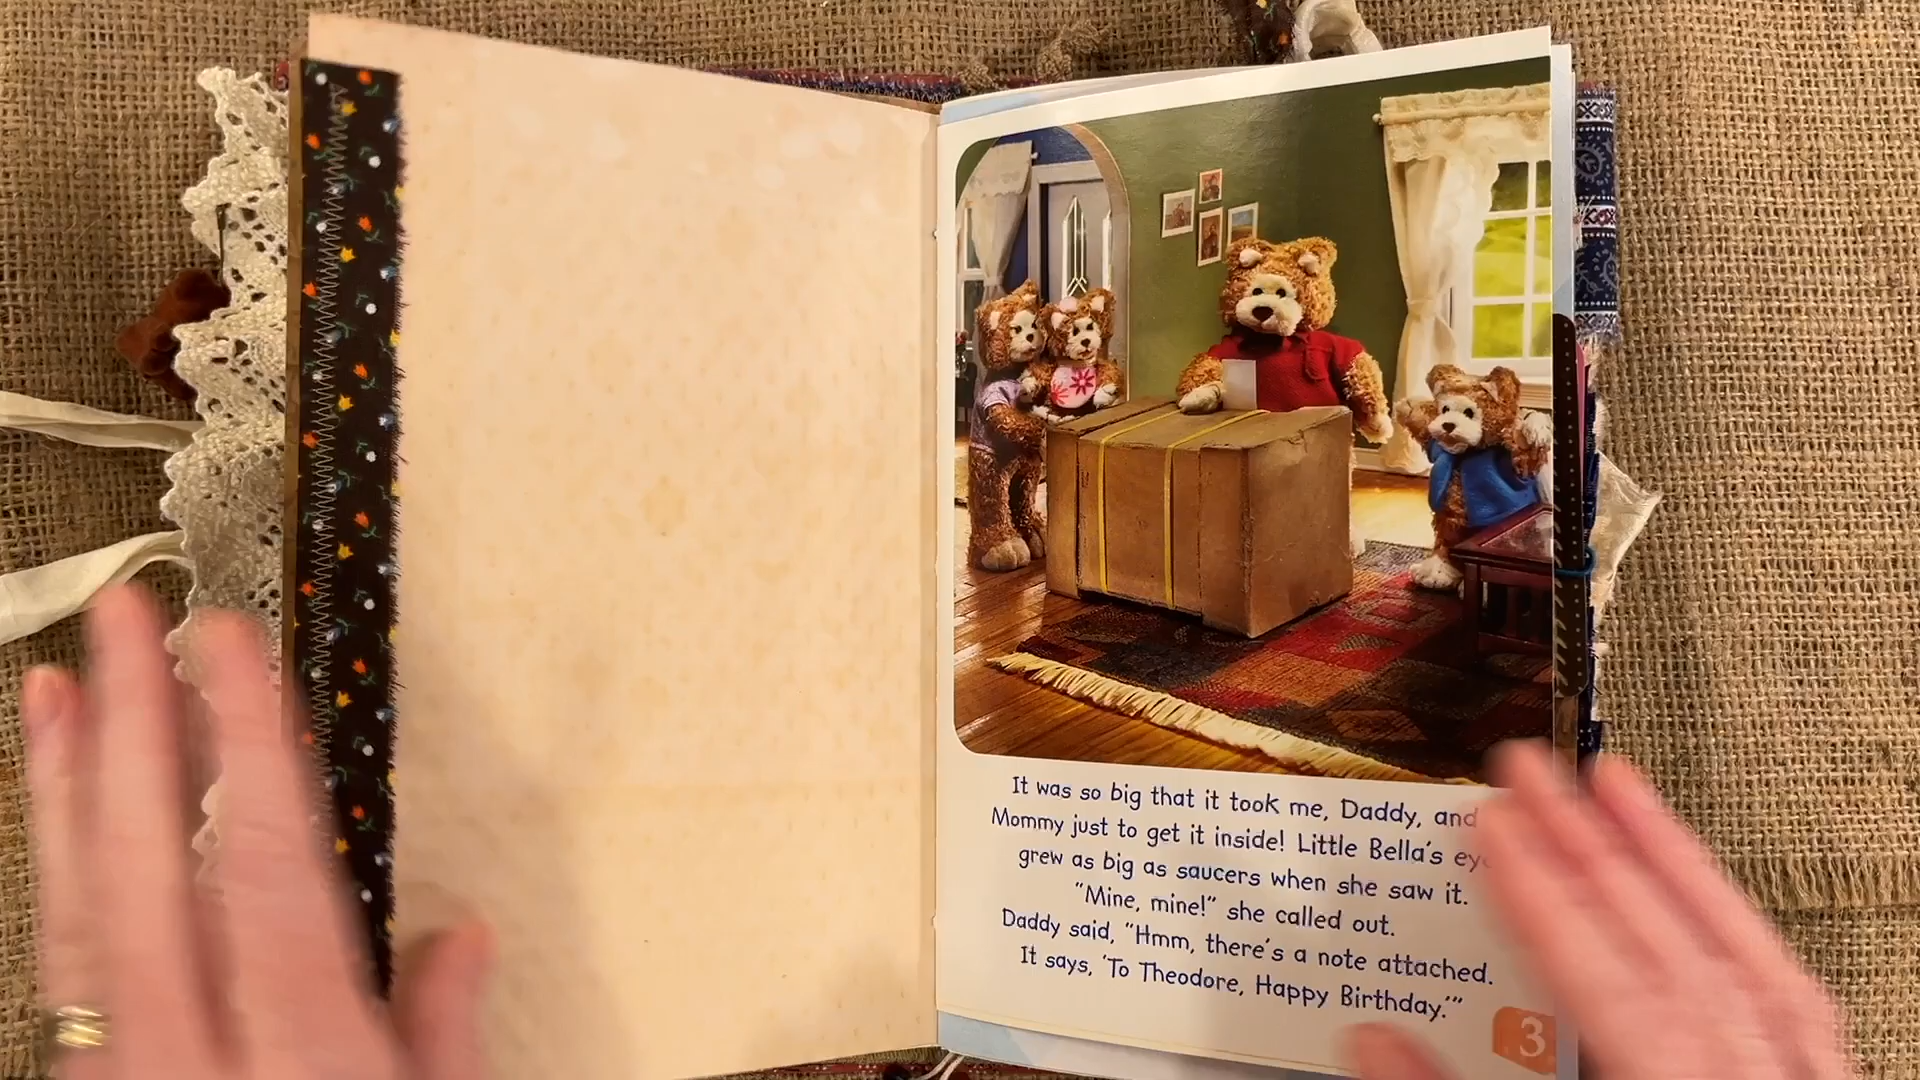 It was so big that it took me, Daddy, and
Mommy just to get it inside! Little Bella's
grew as big as saucers when she saw it.
"Mine, mine!" she called out.
Daddy said, "Hmm, there's a note attached.
It says, 'To Theodore, Happy Birthday.'"
3